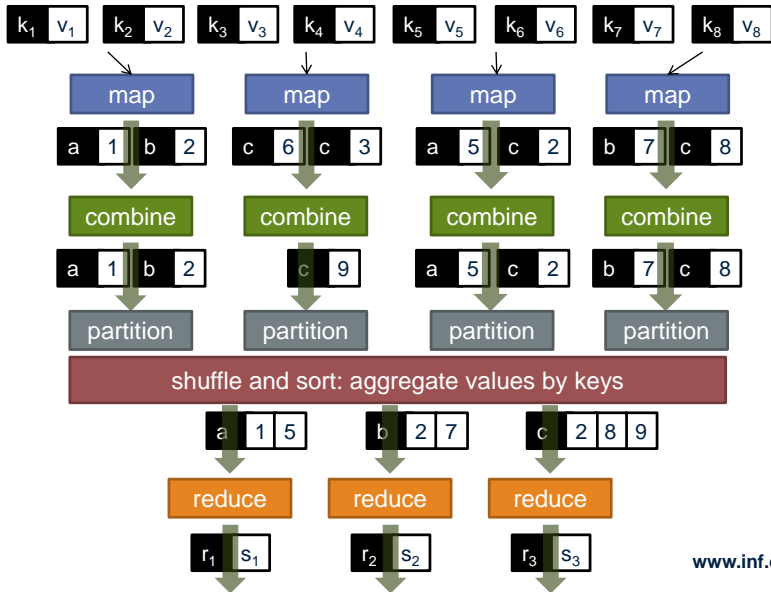 k₁ v₁ k₂ v₂ k₃ v₃ k₄ v₄ k₅ v₅ k₆ v₆ k₇ v₇ k₈ v₈
map map map map
a 1 b 2 c 6 c 3 a 5 c 2 b 7 c 8
combine combine combine combine
a 1 b 2 c 9 a 5 c 2 b 7 c 8
partition partition partition partition
shuffle and sort: aggregate values by keys
a 1 5 b 2 7 c 2 8 9
reduce reduce reduce
r₁ s₁ r₂ s₂ r₃ s₃
www.inf.